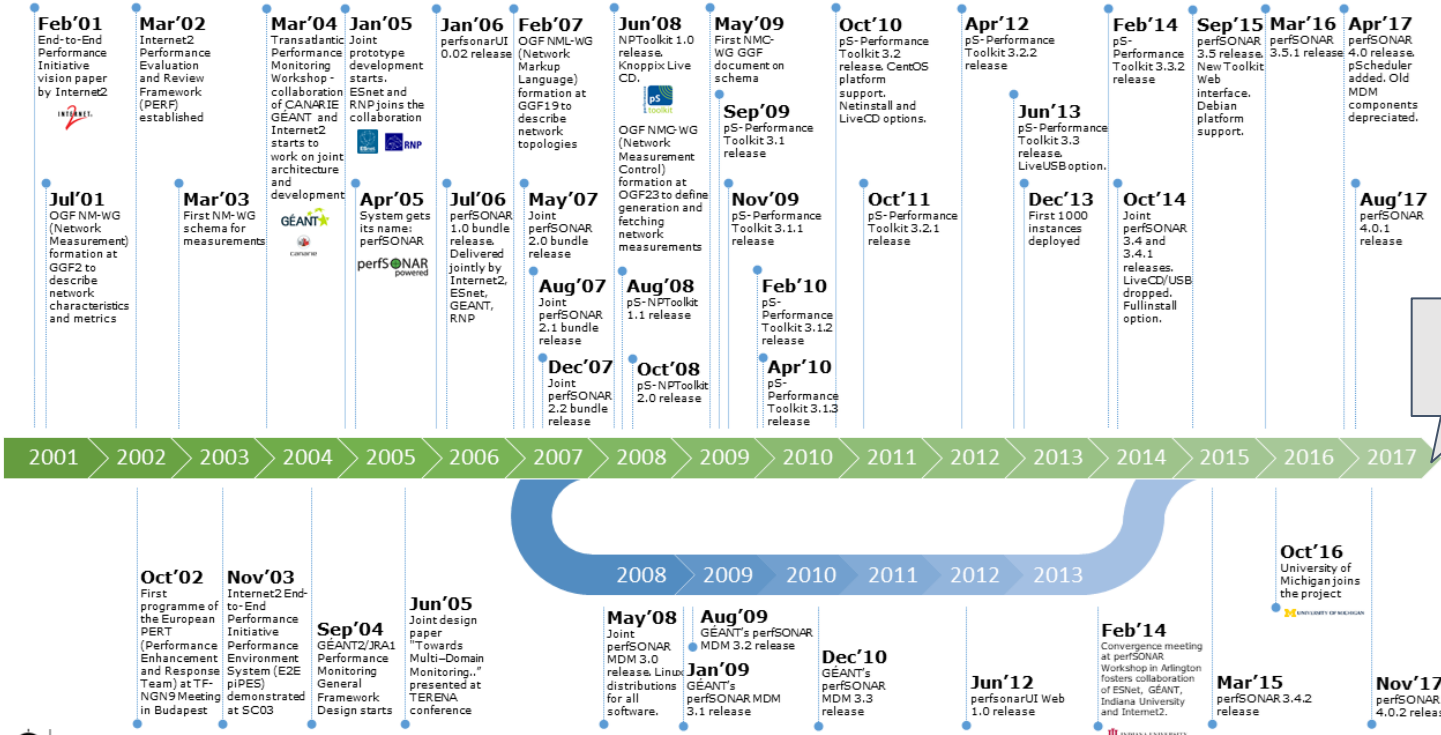 Feb'01
End-to-End
Performance
Initiative
vision paper
by Internet2
INTERNET
2
Mar'02
Internet2
Performance
Evaluation
and Review
Framework
(PERF)
established
Mar'04
Transatlantic
Performance
Monitoring
Workshop -
collaboration
of CANARIE
GÉANT and
Internet2
starts to
work on joint
architecture
and
development
GÉANT
canarie
Jan'05
Joint
prototype
development
starts.
ESnet and
RNP joins the
collaboration
ESnet
RNP
Jan'06
perfsonarUI
0.02 release
Feb'07
OGF NML-WG
(Network
Markup
Language)
formation at
GGF19 to
describe
network
topologies
Jun'08
NPToolkit 1.0
release.
Knoppix Live
CD.
pS
toolkit
OGF NMC-WG
(Network
Measurement
Control)
formation at
OGF23 to define
generation and
fetching
network
measurements
May'09
First NMC-
WG GGF
document on
schema
Sep'09
pS-Performance
Toolkit 3.1
release
Oct'10
pS-Performance
Toolkit 3.2
release. CentOS
platform
support.
Netinstall and
LiveCD options.
Apr'12
pS-Performance
Toolkit 3.2.2
release
Jun'13
pS-Performance
Toolkit 3.3
release.
LiveUSB option.
Feb'14
pS-
Performance
Toolkit 3.3.2
release
Sep'15
perfSONAR
3.5 release.
New Toolkit
Web
interface.
Debian
platform
support.
Mar'16
perfSONAR
3.5.1 release
Apr'17
perfSONAR
4.0 release.
pScheduler
added. Old
MDM
components
depreciated.
Jul'01
OGF NM-WG
(Network
Measurement)
formation at
GGF2 to
describe
network
characteristics
and metrics
Mar'03
First NM-WG
schema for
measurements
Apr'05
System gets
its name:
perfSONAR
perfSONAR
powered
Jul'06
perfSONAR
1.0 bundle
release.
Delivered
jointly by
Internet2,
ESnet,
GEANT,
RNP
May'07
Joint
perfSONAR
2.0 bundle
release
Aug'07
Joint
perfSONAR
2.1 bundle
release
Dec'07
Joint
perfSONAR
2.2 bundle
release
Aug'08
pS-NPToolkit
1.1 release
Oct'08
pS-NPToolkit
2.0 release
Nov'09
pS-Performance
Toolkit 3.1.1
release
Feb'10
pS-
Performance
Toolkit 3.1.2
release
Apr'10
pS-
Performance
Toolkit 3.1.3
release
Oct'11
pS-Performance
Toolkit 3.2.1
release
Dec'13
First 1000
instances
deployed
Oct'14
Joint
perfSONAR
3.4 and
3.4.1
releases.
LiveCD/USB
dropped.
Fullinstall
option.
Aug'17
perfSONAR
4.0.1
release
2001 2002 2003 2004 2005 2006 2007 2008 2009 2010 2011 2012 2013 2014 2015 2016 2017
2008 2009 2010 2011 2012 2013
Oct'02
First
programme of
the European
PERT
(Performance
Enhancement
and Response
Team) at TF-
NGN9 Meeting
in Budapest
Nov'03
Internet2 End-
to-End
Performance
Initiative
Performance
Environment
System (E2E
piPES)
demonstrated
at SC03
Sep'04
GÉANT2/JRA1
Performance
Monitoring
General
Framework
Design starts
Jun'05
Joint design
paper
"Towards
Multi–Domain
Monitoring.."
presented at
TERENA
conference
May'08
Joint
perfSONAR
MDM 3.0
release. Linux
distributions
for all
software.
Aug'09
GÉANT's perfSONAR
MDM 3.2 release
Jan'09
GÉANT's
perfSONAR MDM
3.1 release
Dec'10
GÉANT's
perfSONAR
MDM 3.3
release
Jun'12
perfsonarUI Web
1.0 release
Feb'14
Convergence meeting
at perfSONAR
Workshop in Arlington
fosters collaboration
of ESNet, GÉANT,
Indiana University
and Internet2.
INDIANA UNIVERSITY
Mar'15
perfSONAR 3.4.2
release
Oct'16
University of
Michigan joins
the project
UNIVERSITY OF MICHIGAN
Nov'17
perfSONAR
4.0.2 release